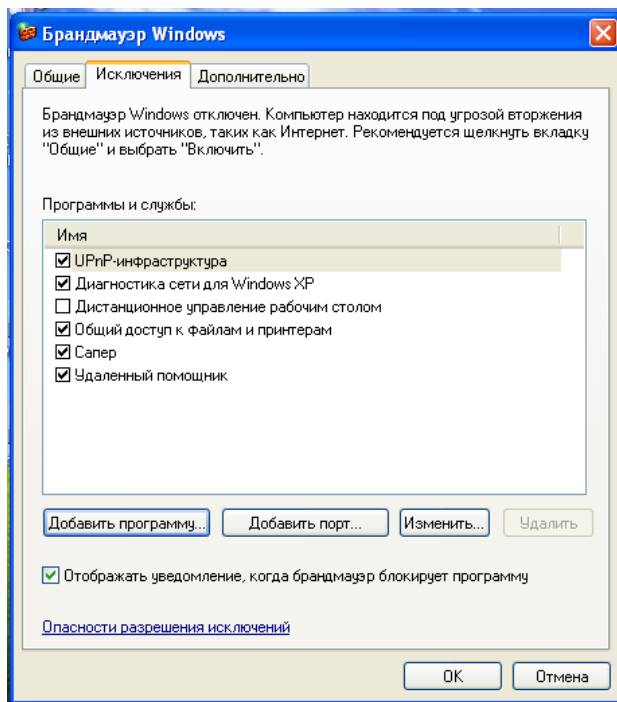 Брандмауэр Windows
Общие Исключения Дополнительно
Брандмауэр Windows отключен. Компьютер находится под угрозой вторжения
из внешних источников, таких как Интернет. Рекомендуется щелкнуть вкладку
"Общие" и выбрать "Включить".
Программы и службы:
Имя
UPnP-инфраструктура
Диагностика сети для Windows XP
Дистанционное управление рабочим столом
Общий доступ к файлам и принтерам
Сапер
Удаленный помощник
Добавить программу... Добавить порт... Изменить... Удалить
Отображать уведомление, когда брандмауэр блокирует программу
Опасности разрешения исключений
ОК Отмена